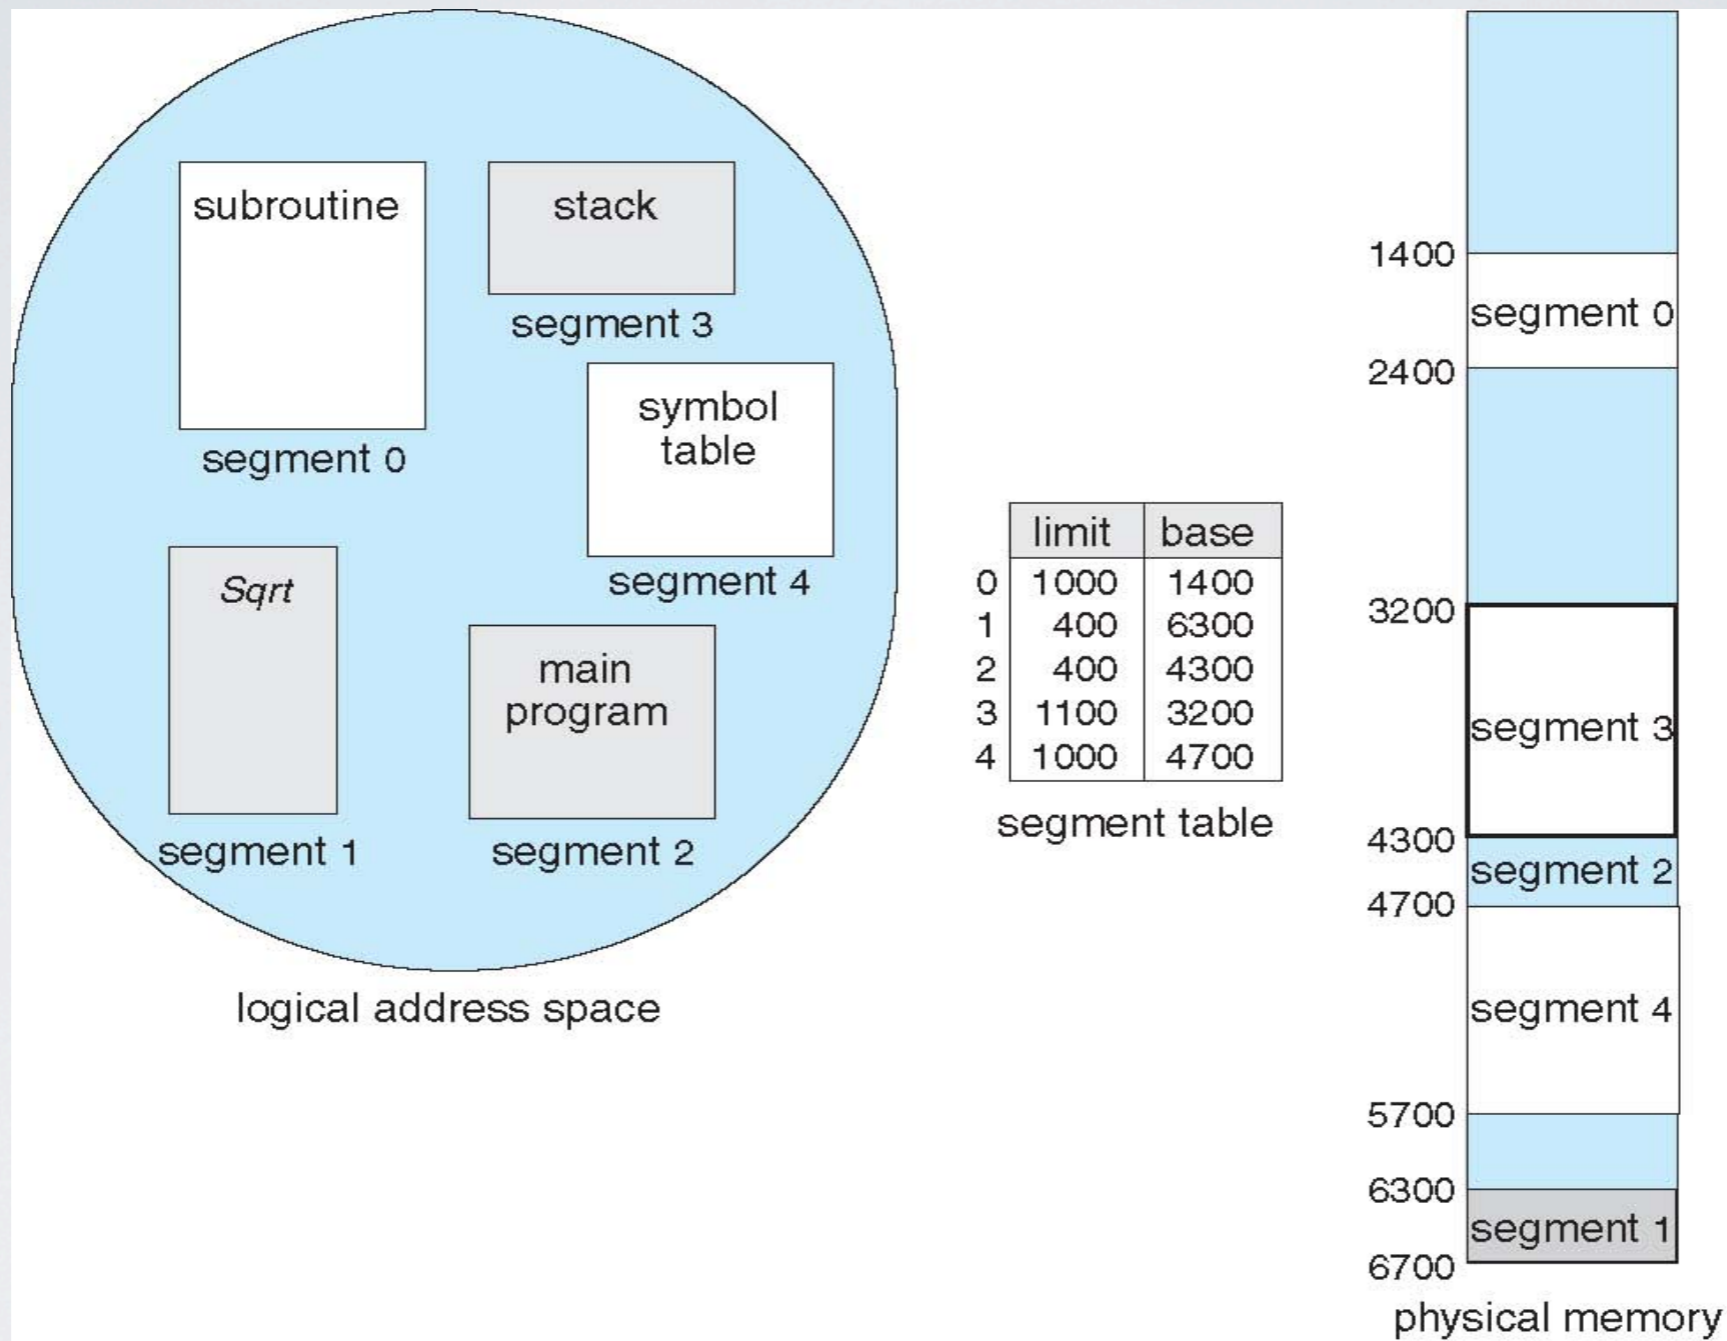 subroutine
segment 0
stack
segment 3
symbol
table
segment 4
Sqrt
segment 1
main
program
segment 2
logical address space
limit base
0 1000 1400
1 400 6300
2 400 4300
3 1100 3200
4 1000 4700
segment table
1400
segment 0
2400
3200
segment 3
4300
segment 2
4700
segment 4
5700
6300
segment 1
6700
physical memory